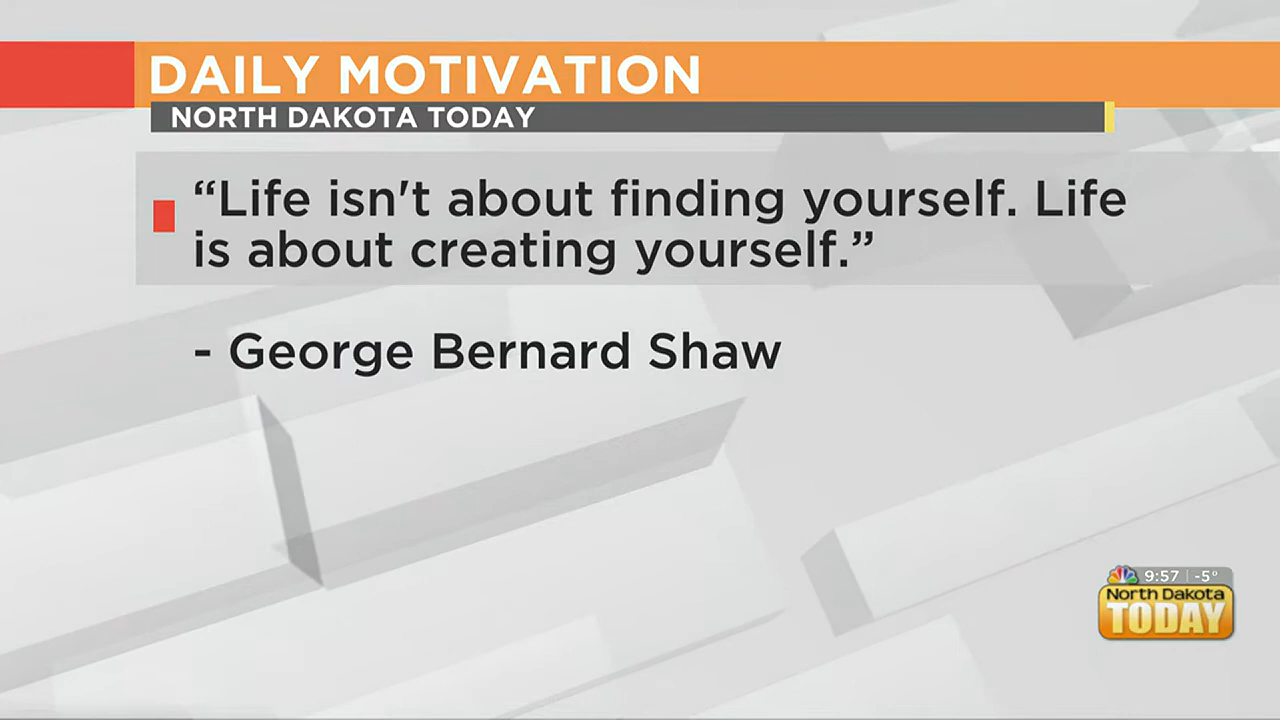 DAILY MOTIVATION
NORTH DAKOTA TODAY
“Life isn't about finding yourself. Life
is about creating yourself.”
- George Bernard Shaw
9:57 | -5°
North Dakota
TODAY